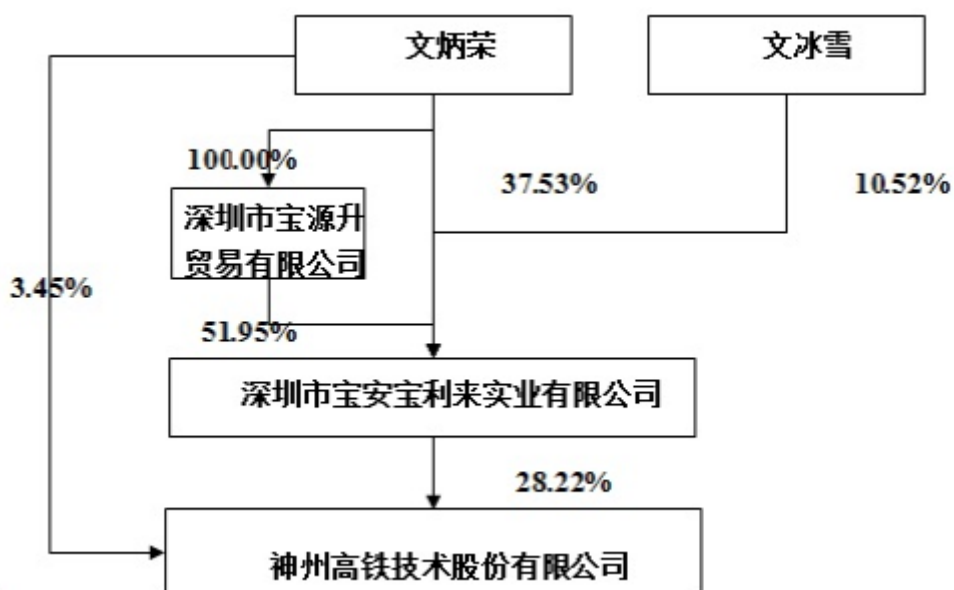 文炳荣
文冰雪
100.00%
37.53%
10.52%
深圳市宝源升
贸易有限公司
3.45%
51.95%
深圳市宝安宝利来实业有限公司
28.22%
神州高铁技术股份有限公司